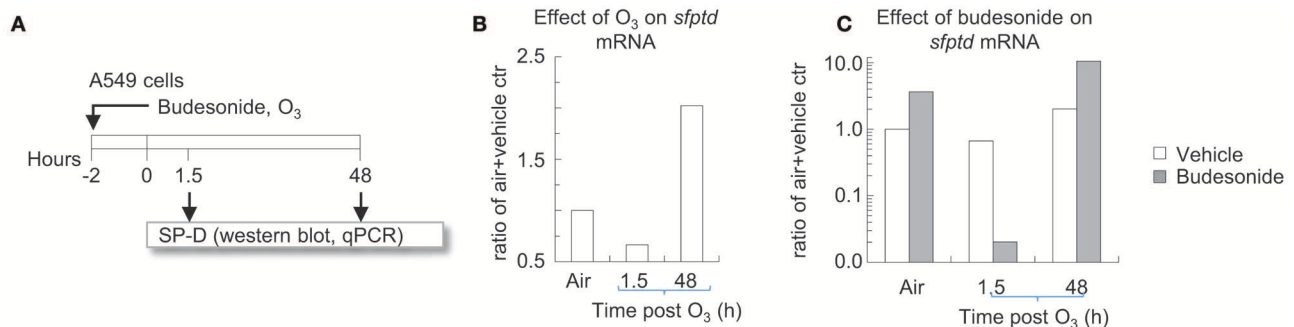 A
A549 cells
Budesonide, O3
Hours
-2 0 1.5 48
SP-D (western blot, qPCR)
B
Effect of O3 on sfptd
mRNA
ratio of air+vehicle ctr
2.5
1.5
0.5
Air 1.5 48
Time post O3 (h)
C
Effect of budesonide on
sfptd mRNA
ratio of air+vehicle ctr
10.0
1.0
0.1
0.0
Air 1.5 48
Time post O3 (h)
Vehicle
Budesonide